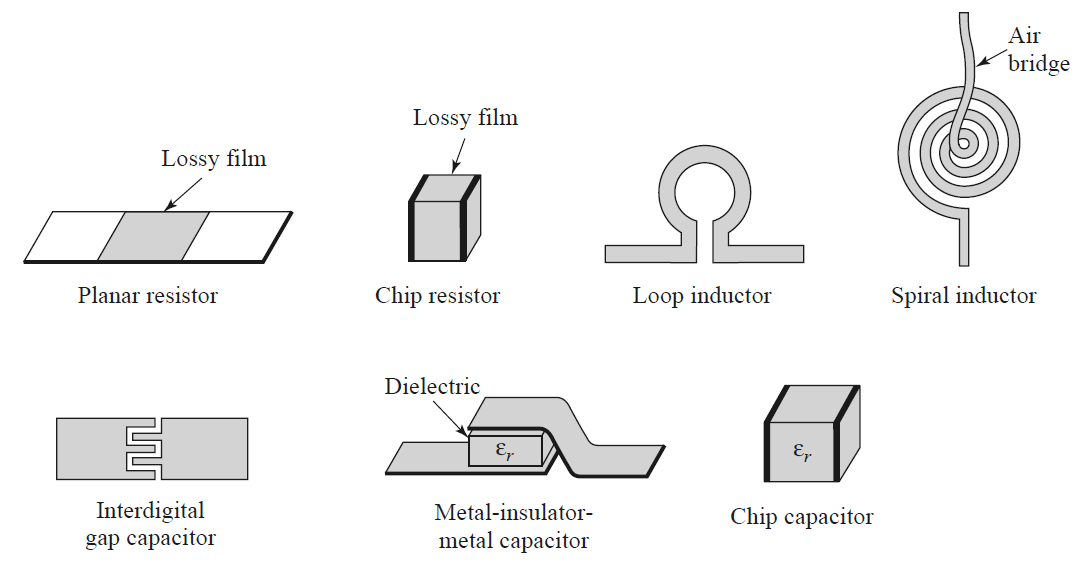 Air
bridge
Lossy film
Lossy film
Planar resistor
Chip resistor
Loop inductor
Spiral inductor
Dielectric
εr
εr
Interdigital
gap capacitor
Metal-insulator-
metal capacitor
Chip capacitor